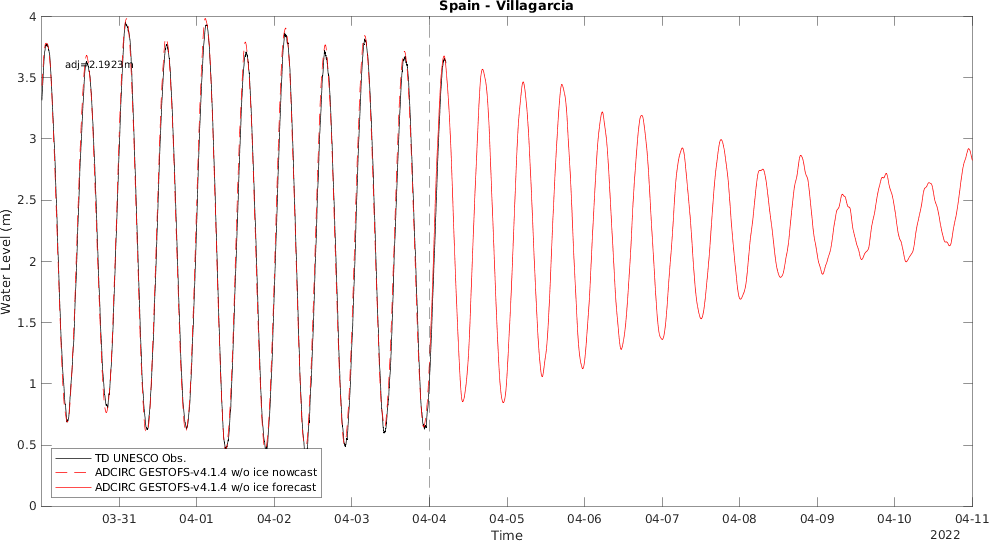 Spain - Villagarcia
4
3.5
3
2.5
2
1.5
1
0.5
0
Water Level (m)
adj=2.1923m
TD UNESCO Obs.
ADCIRC GESTOFS-v4.1.4 w/o ice nowcast
ADCIRC GESTOFS-v4.1.4 w/o ice forecast
03-31 04-01 04-02 04-03 04-04 04-05 04-06 04-07 04-08 04-09 04-10 04-11
Time
2022